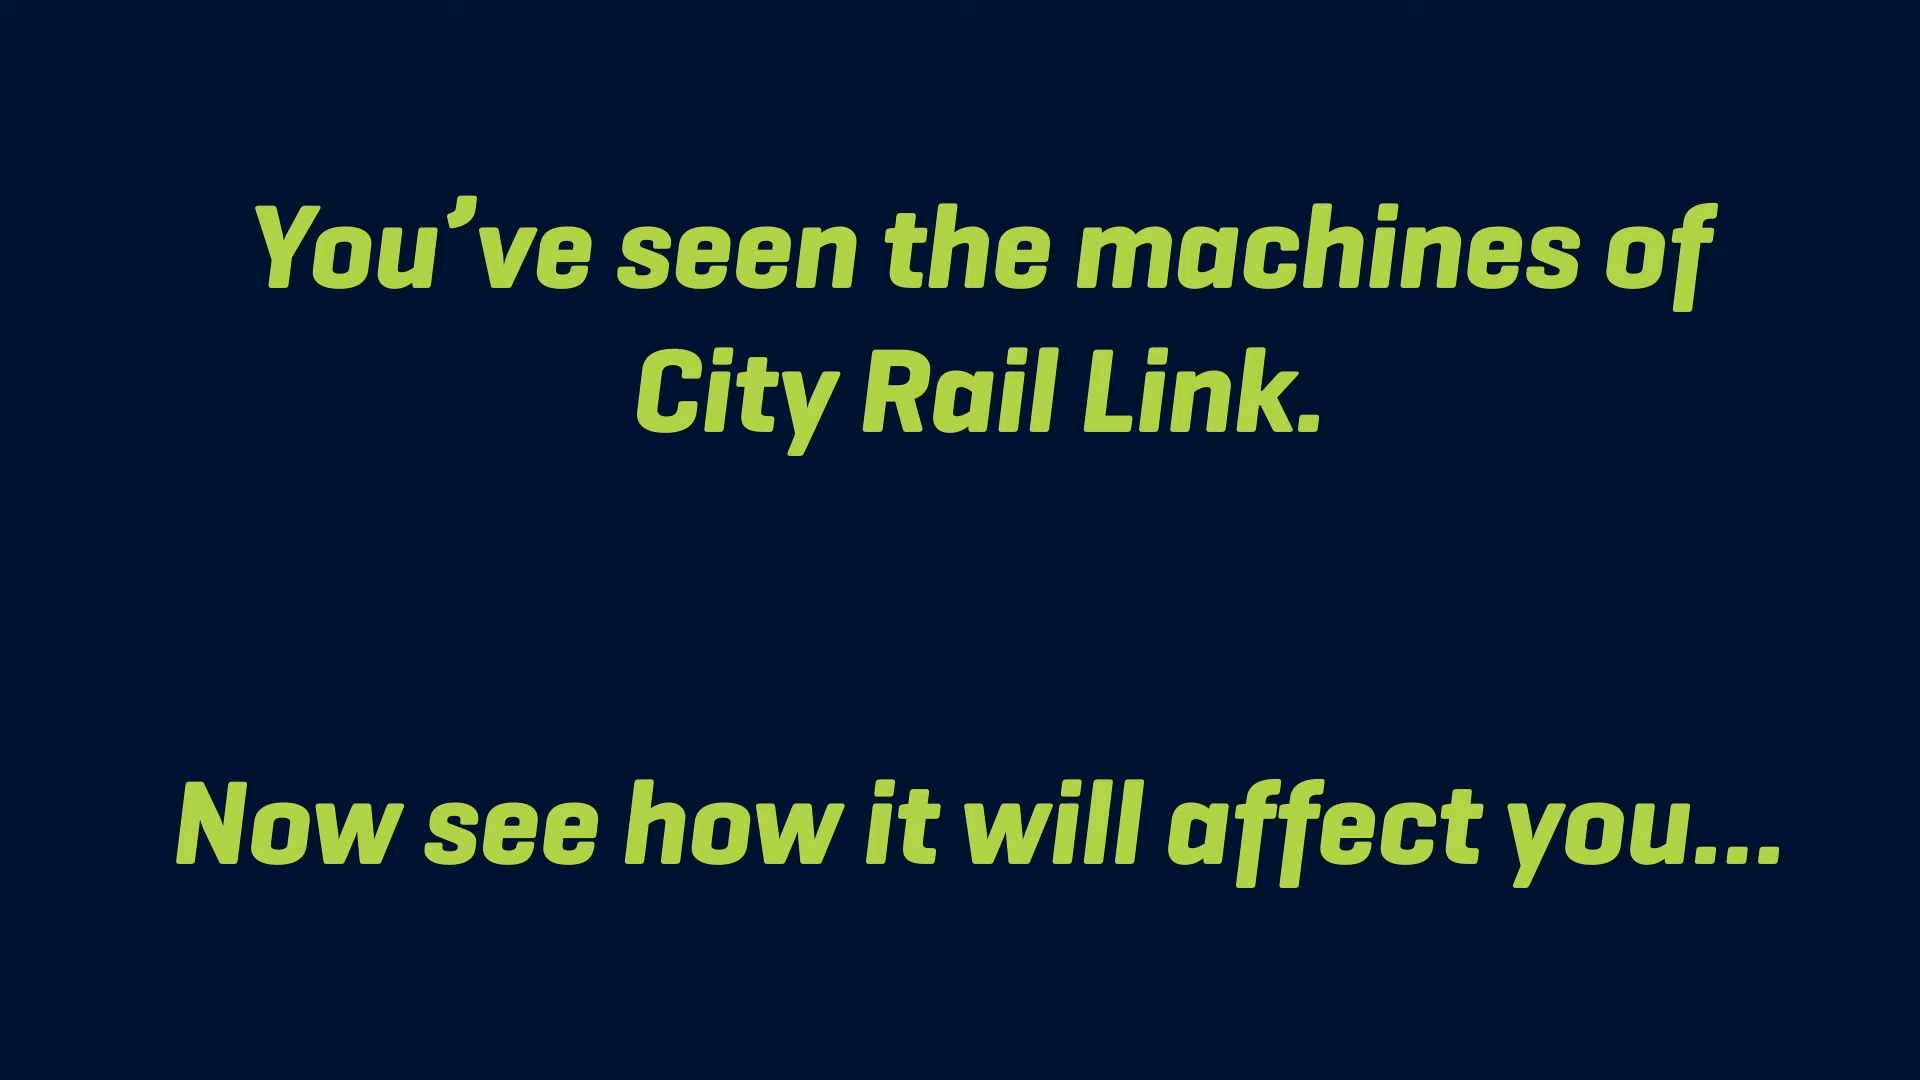 You’ve seen the machines of
City Rail Link.
Now see how it will affect you...